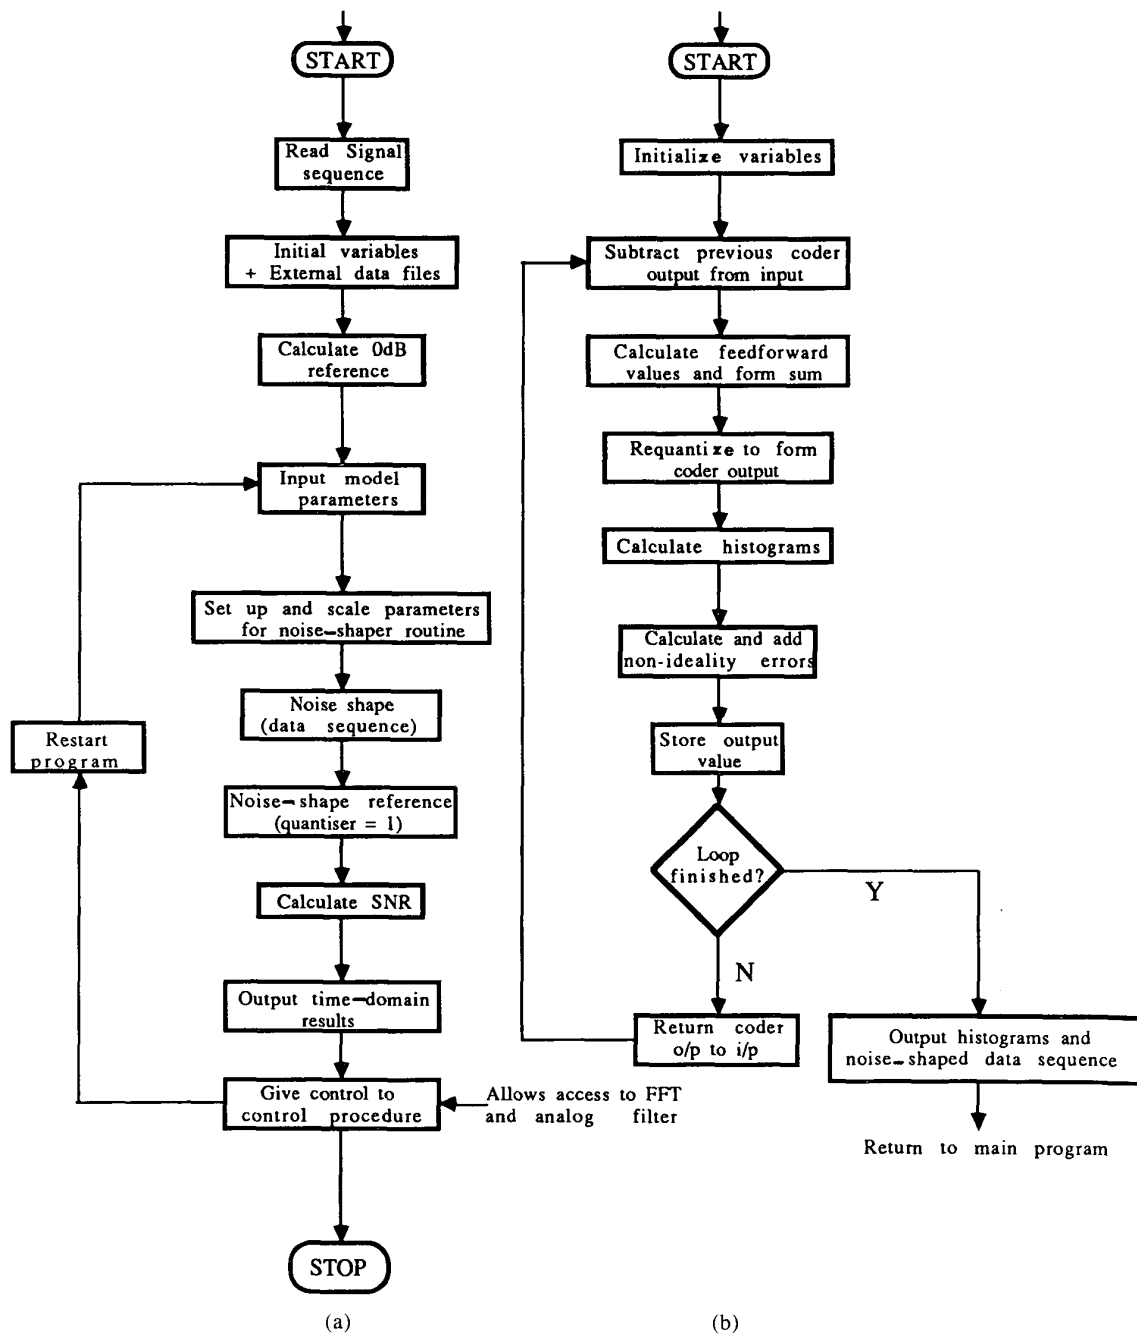 START
Read Signal
sequence
Initial variables
+ External data files
Calculate 0dB
reference
Input model
parameters
Set up and scale parameters
for noise-shaper routine
Noise shape
(data sequence)
Restart
program
Noise-shape reference
(quantiser = 1)
Calculate SNR
Output time-domain
results
Give control to
control procedure
Allows access to FFT
and analog filter
STOP
(a)
START
Initialize variables
Subtract previous coder
output from input
Calculate feedforward
values and form sum
Requantize to form
coder output
Calculate histograms
Calculate and add
non-ideality errors
Store output
value
Loop
finished?
Y
N
Return coder
o/p to i/p
Output histograms and
noise-shaped data sequence
Return to main program
(b)